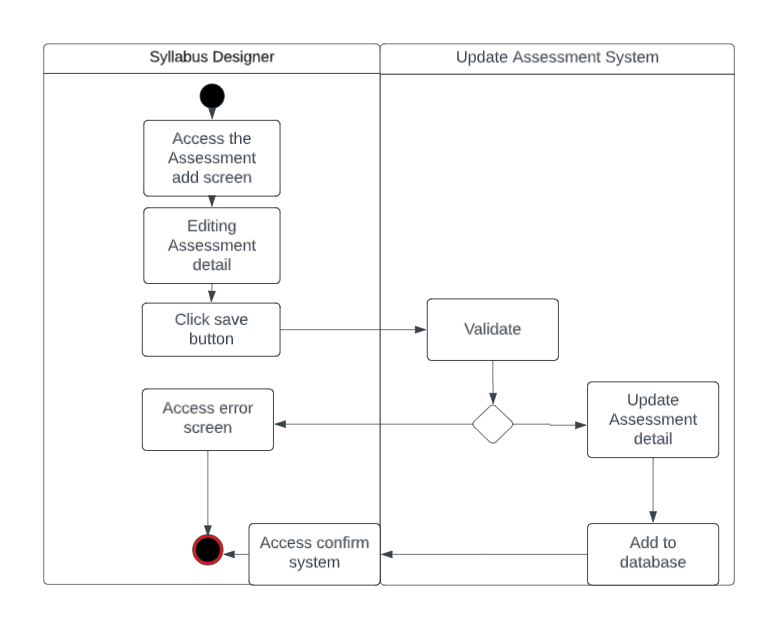 Syllabus Designer
Update Assessment System
Access the
Assessment
add screen
Editing
Assessment
detail
Click save
button
Validate
Access error
screen
Update
Assessment
detail
Access confirm
system
Add to
database